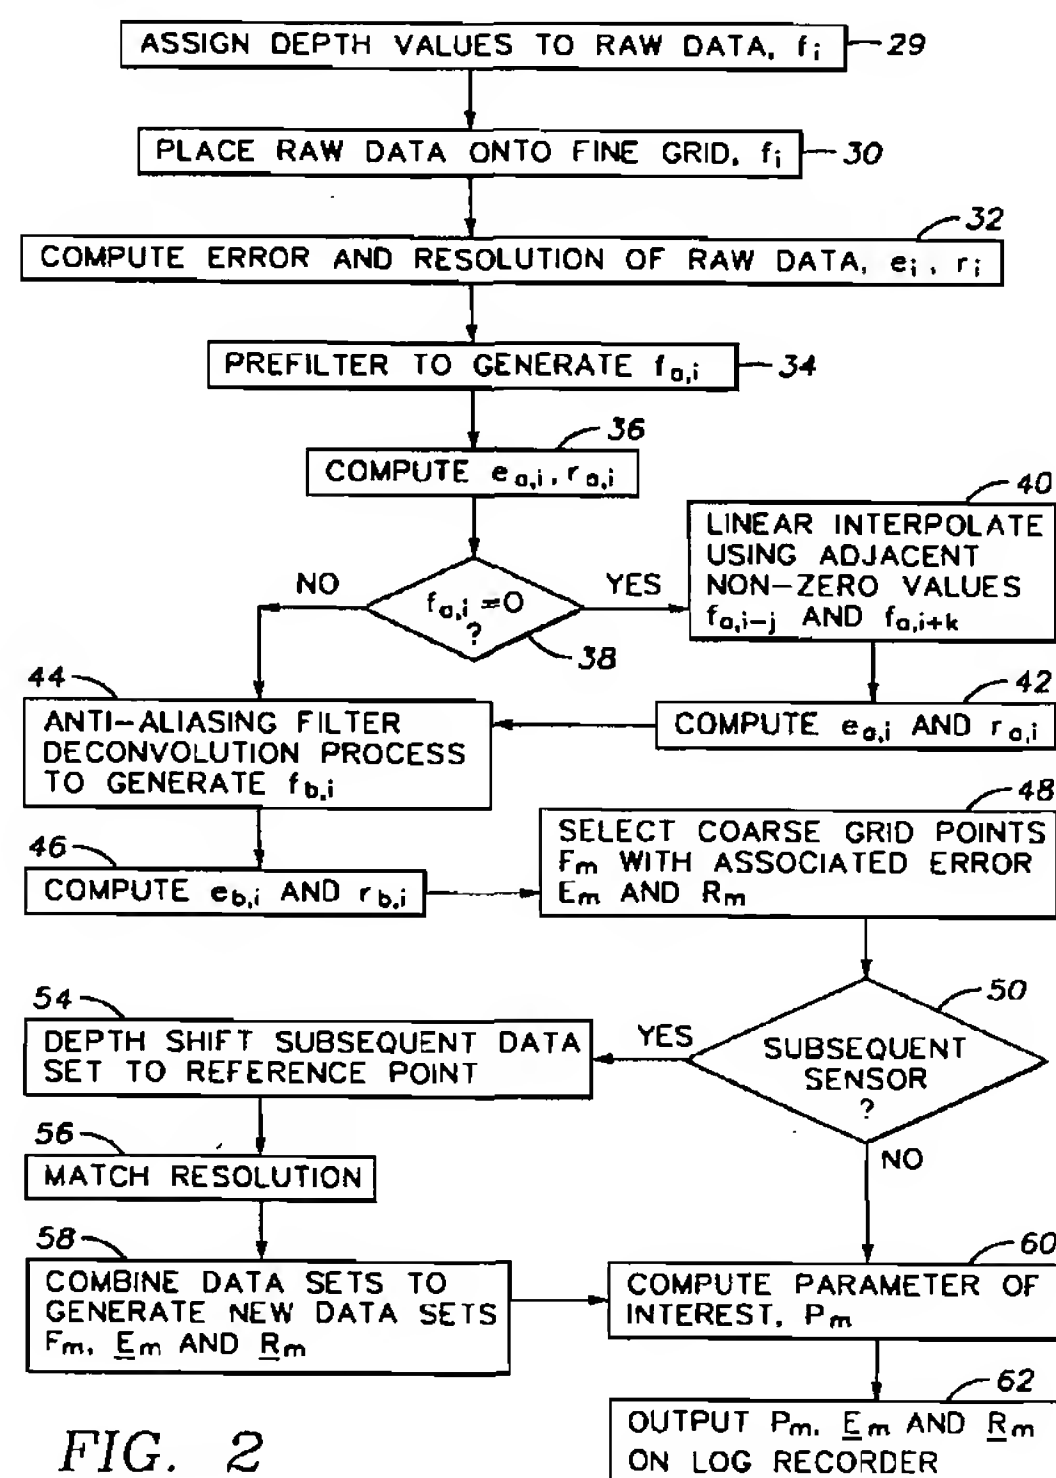 ASSIGN DEPTH VALUES TO RAW DATA, fi
29
PLACE RAW DATA ONTO FINE GRID, fi
30
32
COMPUTE ERROR AND RESOLUTION OF RAW DATA, ei, ri
PREFILTER TO GENERATE fa,i
34
36
COMPUTE ea,i, ra,i
40
LINEAR INTERPOLATE
USING ADJACENT
NON-ZERO VALUES
fa,i-j AND fa,i+k
NO
fa,i=0
?
YES
38
44
ANTI-ALIASING FILTER
DECONVOLUTION PROCESS
TO GENERATE fb,i
42
COMPUTE ea,i AND ra,i
46
COMPUTE eb,i AND rb,i
48
SELECT COARSE GRID POINTS
Fm WITH ASSOCIATED ERROR
Em AND Rm
50
SUBSEQUENT
SENSOR
?
YES
NO
54
DEPTH SHIFT SUBSEQUENT DATA
SET TO REFERENCE POINT
56
MATCH RESOLUTION
58
COMBINE DATA SETS TO
GENERATE NEW DATA SETS
Fm, Em AND Rm
60
COMPUTE PARAMETER OF
INTEREST, Pm
62
OUTPUT Pm, Em AND Rm
ON LOG RECORDER
FIG. 2